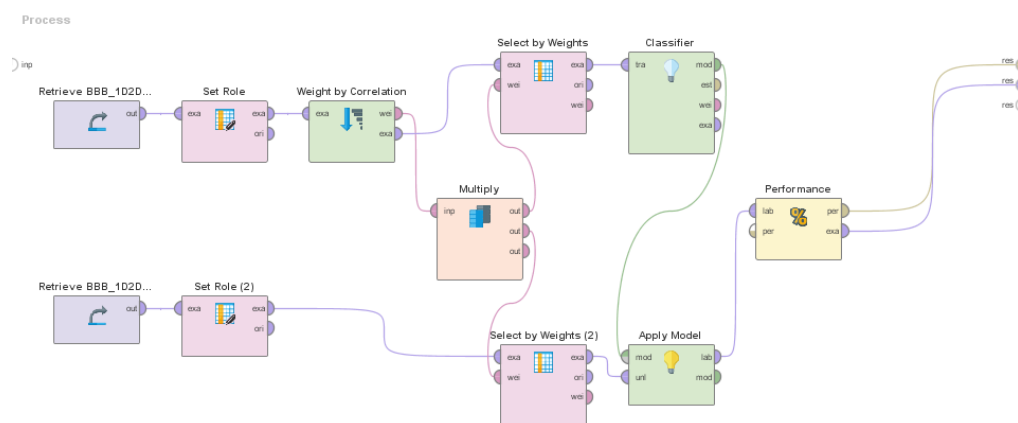 Process
inp
Retrieve BBB_1D2D...
out
Set Role
exa
exa
ori
Weight by Correlation
exa
wei
exa
Select by Weights
exa
wei
exa
ori
wei
Classifier
tra
mod
est
wei
exa
Multiply
inp
out
out
out
Retrieve BBB_1D2D...
out
Set Role (2)
exa
exa
ori
Select by Weights (2)
exa
wei
exa
ori
wei
Apply Model
mod
unl
lab
mod
Performance
lab
per
%
per
exa
res
res
res